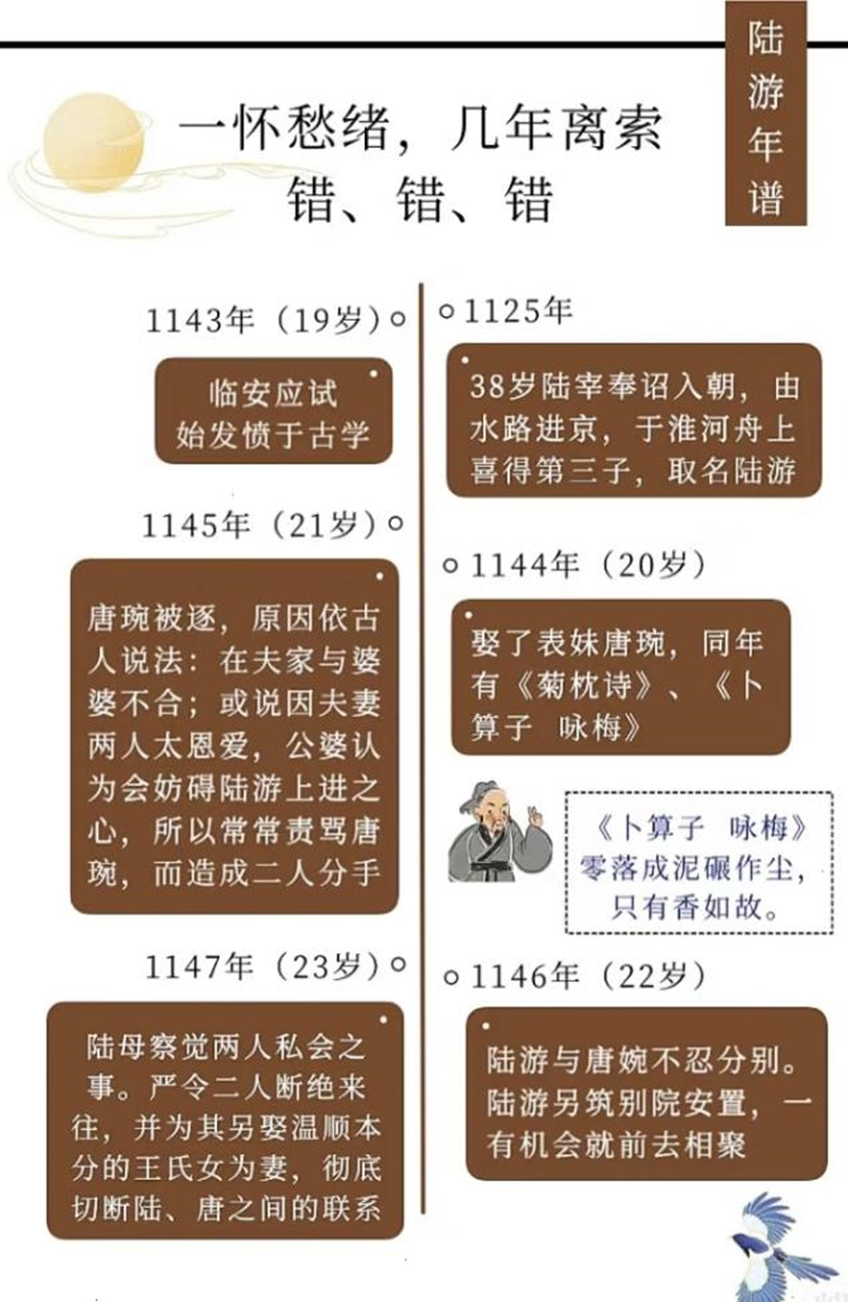 陆游年谱
一怀愁绪，几年离索
错、错、错
1125年
38岁陆宰奉诏入朝，由
水路进京，于淮河舟上
喜得第三子，取名陆游
1143年（19岁）
临安应试
始发愤于古学
1144年（20岁）
娶了表妹唐琬，同年
有《菊枕诗》、《卜
算子 咏梅》
《卜算子 咏梅》
零落成泥碾作尘，
只有香如故。
1145年（21岁）
唐琬被逐，原因依古
人说法：在夫家与婆
婆不合；或说因夫妻
两人太恩爱，公婆认
为会妨碍陆游上进之
心，所以常常责骂唐
琬，而造成二人分手
1146年（22岁）
陆游与唐婉不忍分别。
陆游另筑别院安置，一
有机会就前去相聚
1147年（23岁）
陆母察觉两人私会之
事。严令二人断绝来
往，并为其另娶温顺本
分的王氏女为妻，彻底
切断陆、唐之间的联系